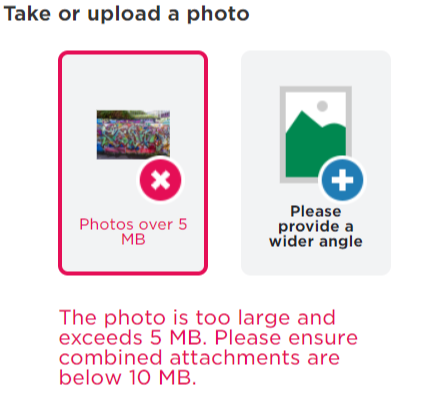 Take or upload a photo
Photos over 5
MB
Please
provide a
wider angle
The photo is too large and
exceeds 5 MB. Please ensure
combined attachments are
below 10 MB.